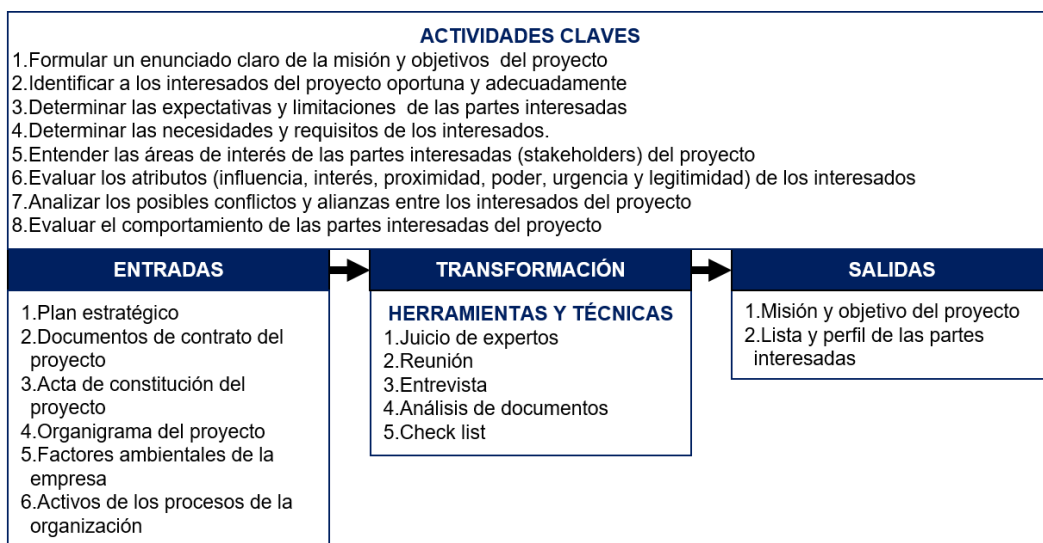 ACTIVIDADES CLAVES
1.Formular un enunciado claro de la misión y objetivos del proyecto
2.Identificar a los interesados del proyecto oportuna y adecuadamente
3.Determinar las expectativas y limitaciones de las partes interesadas
4.Determinar las necesidades y requisitos de los interesados.
5.Entender las áreas de interés de las partes interesadas (stakeholders) del proyecto
6.Evaluar los atributos (influencia, interés, proximidad, poder, urgencia y legitimidad) de los interesados
7.Analizar los posibles conflictos y alianzas entre los interesados del proyecto
8.Evaluar el comportamiento de las partes interesadas del proyecto
ENTRADAS
1.Plan estratégico
2.Documentos de contrato del
proyecto
3.Acta de constitución del
proyecto
4.Organigrama del proyecto
5.Factores ambientales de la
empresa
6.Activos de los procesos de la
organización
TRANSFORMACIÓN
HERRAMIENTAS Y TÉCNICAS
1.Juicio de expertos
2.Reunión
3.Entrevista
4.Análisis de documentos
5.Check list
SALIDAS
1.Misión y objetivo del proyecto
2.Lista y perfil de las partes
interesadas